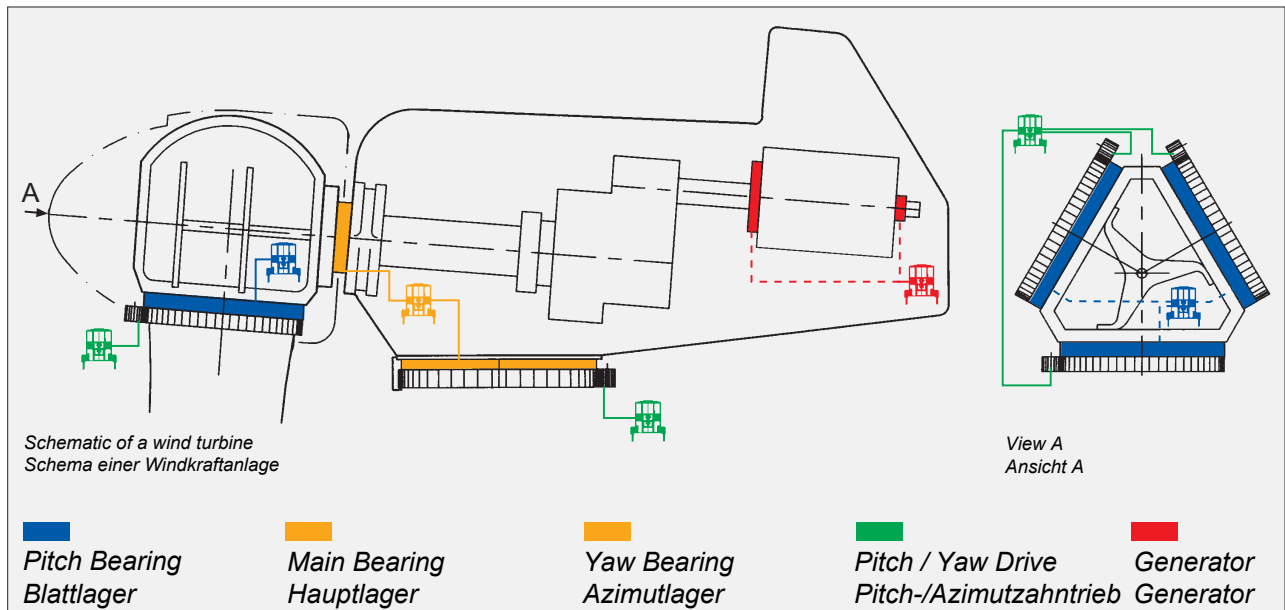 A
Schematic of a wind turbine
Schema einer Windkraftanlage
View A
Ansicht A
Pitch Bearing
Blattlager
Main Bearing
Hauptlager
Yaw Bearing
Azimutlager
Pitch / Yaw Drive
Pitch-/Azimutzahntrieb
Generator
Generator